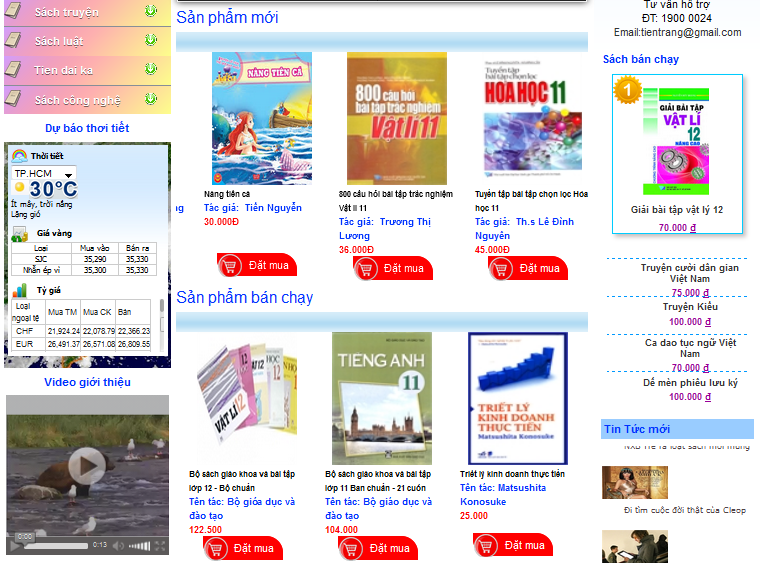 Sách truyện
Sách luật
Tien dai ka
Sách công nghệ
Dự báo thơi tiết
Thời tiết
TP.HCM
30°C
Ít mây, trời nắng
Lặng gió
Giá vàng
Loại Mua vào Bán ra
SJC 35,290 35,330
Nhẫn ép vỉ 35,300 35,330
Tỷ giá
Loại ngoại tệ Mua TM Mua CK Bán
CHF 21,924.24 22,078.79 22,366.23
EUR 26,491.37 26,571.08 26,809.55
Video giới thiệu
0:00
0:13
Sản phẩm mới
NÀNG TIÊN CÁ
800 câu hỏi
bài tập trắc nghiệm
Vật lí 11
Tuyển tập
bài tập chọn lọc
HÓA HỌC 11
ng
Nàng tiên cá
Tác giá: Tiến Nguyễn
30.000Đ
Đặt mua
800 câu hỏi bài tập trắc nghiệm
Vật lí 11
Tác giá: Trương Thị
Lương
36.000Đ
Đặt mua
Tuyển tập bài tập chọn lọc Hóa
học 11
Tác giá: Th.s Lê Đình
Nguyên
45.000Đ
Đặt mua
Sản phẩm bán chạy
VẬT LÍ 12
TIẾNG ANH
11
TRIẾT LÝ
KINH DOANH
THỰC TIỄN
Matsushita Konosuke
Bộ sách giáo khoa và bài tập
lớp 12 - Bộ chuẩn
Tên tác: Bộ gióa dục và
đào tạo
122.500
Đặt mua
Bộ sách giáo khoa và bài tập
lớp 11 Ban chuẩn - 21 cuốn
Tên tác: Bộ giáo dục và
đào tạo
104.000
Đặt mua
Triết lý kinh doanh thực tiễn
Tên tác: Matsushita
Konosuke
25.000
Đặt mua
Tư vấn hỗ trợ
ĐT: 1900 0024
Email:tientrang@gmail.com
Sách bán chạy
1
GIẢI BÀI TẬP
VẬT LÍ
12
NÂNG CAO
Giải bài tập vật lý 12
70.000 đ
Truyện cười dân gian
Việt Nam
75.000 đ
Truyện Kiều
100.000 đ
Ca dao tục ngữ Việt
Nam
70.000 đ
Dế mèn phiêu lưu ký
100.000 đ
Tin Tức mới
NXB Trẻ ra loạt sách mới mừng
Đi tìm cuộc đời thật của Cleop